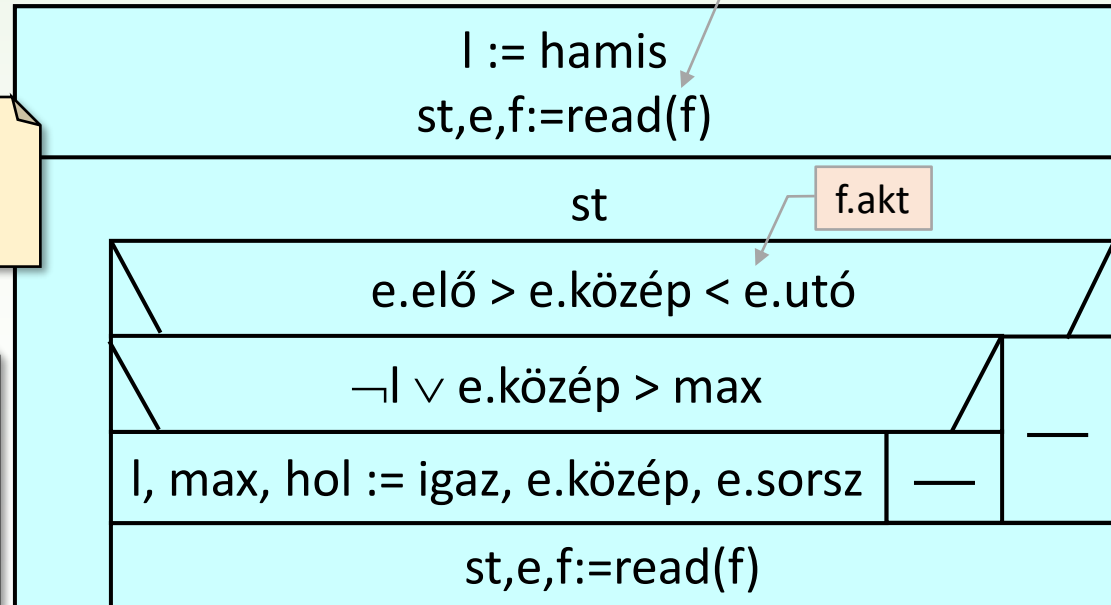 l := hamis
st,e,f:=read(f)
st
f.akt
e.elő > e.közép < e.utó
¬l ∨ e.közép > max
l, max, hol := igaz, e.közép, e.sorsz
—
—
st,e,f:=read(f)